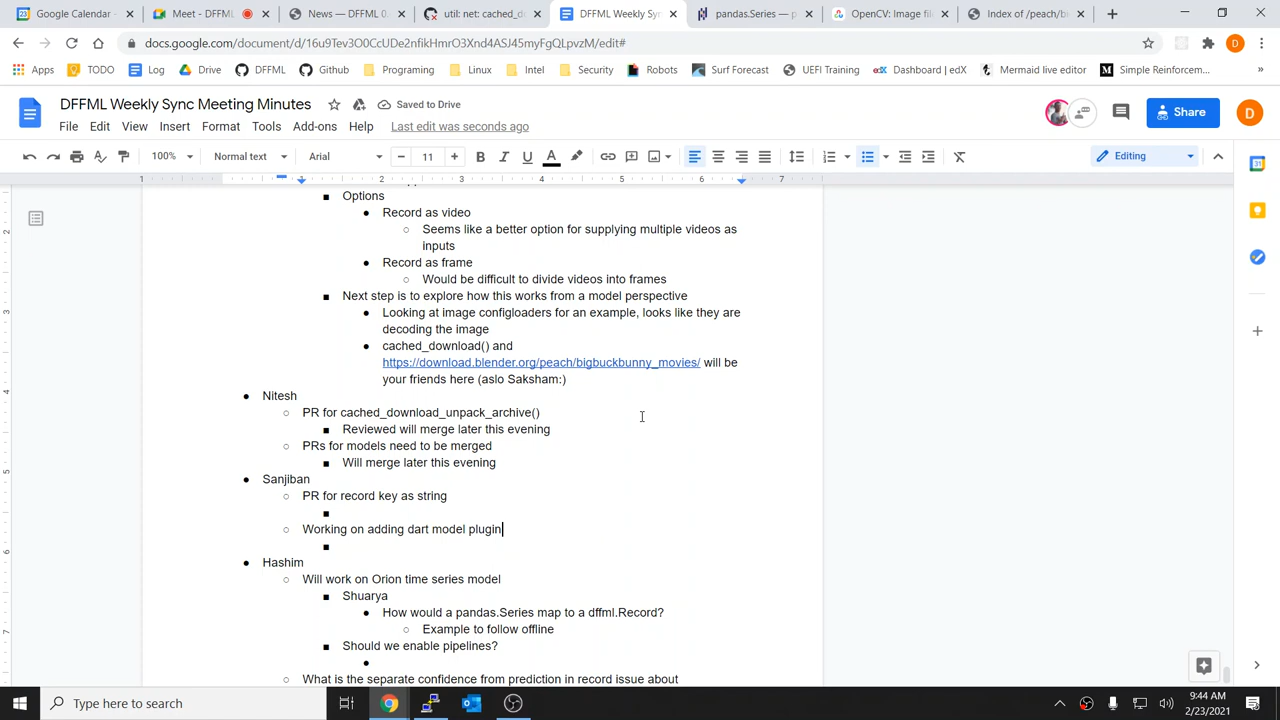 Google Calendar
Meet - DFFML
News — DFFML 0.
usit net: cached_d
DFFML Weekly Syn
pandas.Series — p
OpenCV: Image fil
Index of /peach/b
docs.google.com/document/d/16u9Tev3O0CcUDe2nfikHmrO3Xnd4ASJ45myFgQLpvzM/edit#
Apps
TODO
Log
Drive
DFFML
Github
Programing
Linux
Intel
Security
Robots
Surf Forecast
UEFI Training
Dashboard | edX
Mermaid live editor
Simple Reinforcem...
DFFML Weekly Sync Meeting Minutes
Saved to Drive
Share
D
File Edit View Insert Format Tools Add-ons Help
Last edit was seconds ago
100% Normal text Arial 11
Editing
1 1 2 3 4 5 6 7
Options
Record as video
Seems like a better option for supplying multiple videos as
inputs
Record as frame
Would be difficult to divide videos into frames
Next step is to explore how this works from a model perspective
Looking at image configloaders for an example, looks like they are
decoding the image
cached_download() and
https://download.blender.org/peach/bigbuckbunny_movies/ will be
your friends here (aslo Saksham:)
Nitesh
PR for cached_download_unpack_archive()
Reviewed will merge later this evening
PRs for models need to be merged
Will merge later this evening
Sanjiban
PR for record key as string
Working on adding dart model plugin
Hashim
Will work on Orion time series model
Shuarya
How would a pandas.Series map to a dffml.Record?
Example to follow offline
Should we enable pipelines?
What is the separate confidence from prediction in record issue about
Type here to search
9:44 AM
2/23/2021